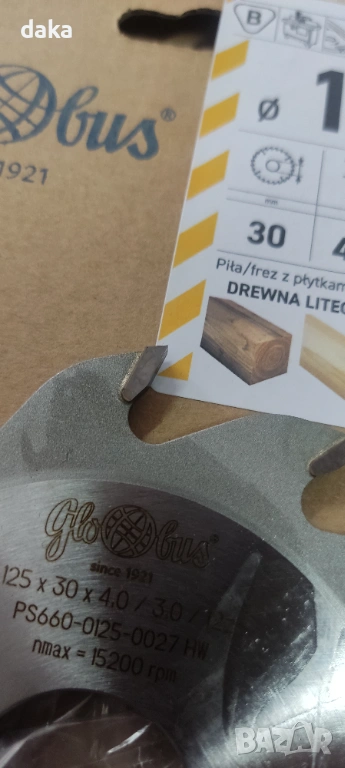 daka
Globus®
1921
B
Ø 1
30 4
Piła/frez z płytkam
DREWNA LITEG
globus®
since 1921
125 x 30 x 4,0 / 3,0 /
PS660-0125-0027 HW
nmax = 15200 rpm
BAZAR